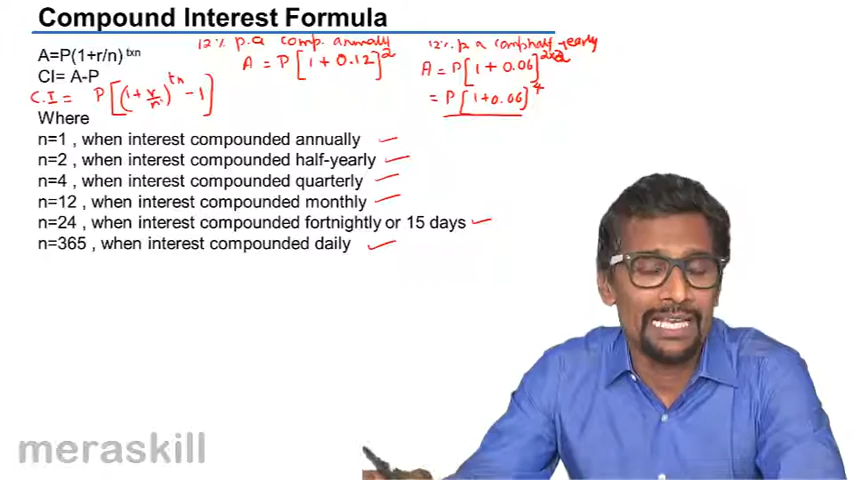 Compound Interest Formula
12% p.a comp. annually
12% p.a comp half-yearly
A=P(1+r/n) txn
A = P[1+0.12]2
A = P[1+0.06]2x2
CI= A-P
C.I = P[(1+r/n)tn -1]
= P[1+0.06]4
Where
n=1 , when interest compounded annually
n=2 , when interest compounded half-yearly
n=4 , when interest compounded quarterly
n=12 , when interest compounded monthly
n=24 , when interest compounded fortnightly or 15 days
n=365 , when interest compounded daily
meraskill